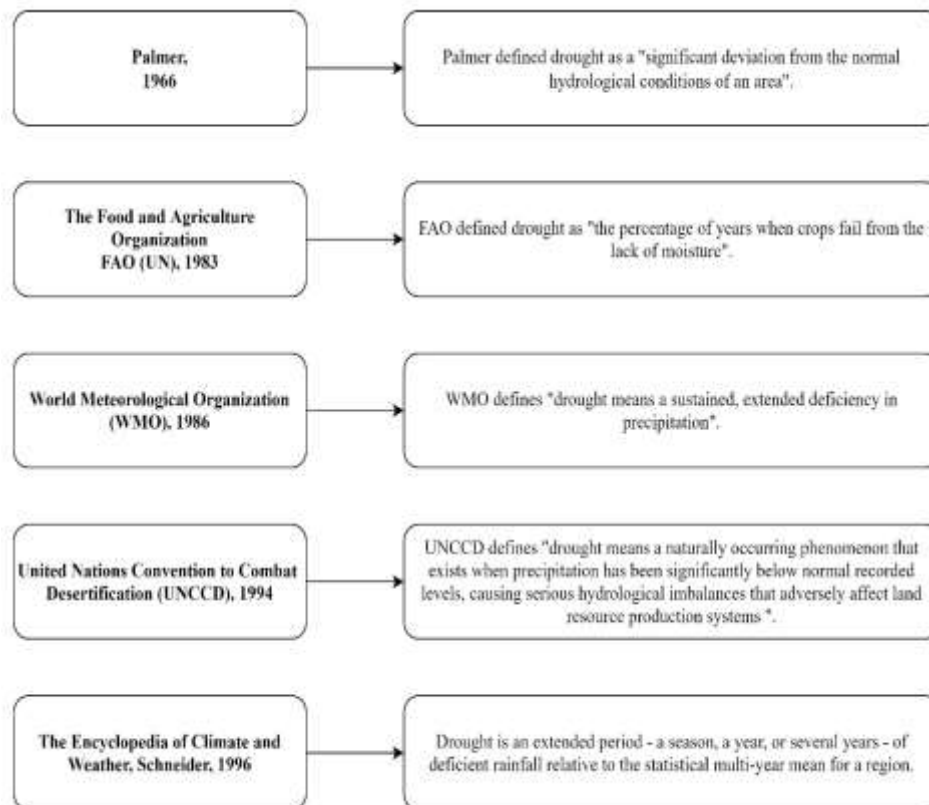 Palmer,
1966
Palmer defined drought as a "significant deviation from the normal
hydrological conditions of an area".
The Food and Agriculture
Organization
FAO (UN), 1983
FAO defined drought as "the percentage of years when crops fail from the
lack of moisture".
World Meteorological Organization
(WMO), 1986
WMO defines "drought means a sustained, extended deficiency in
precipitation".
United Nations Convention to Combat
Desertification (UNCCD), 1994
UNCCD defines "drought means a naturally occurring phenomenon that
exists when precipitation has been significantly below normal recorded
levels, causing serious hydrological imbalances that adversely affect land
resource production systems ".
The Encyclopedia of Climate and
Weather, Schneider, 1996
Drought is an extended period - a season, a year, or several years - of
deficient rainfall relative to the statistical multi-year mean for a region.